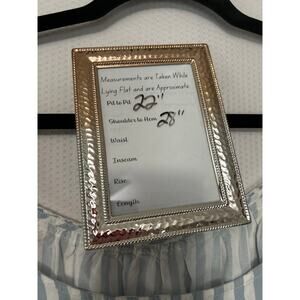 Measurements are Taken While
Lying Flat and are Approximate
Pit to Pit 22"
Shoulder to Hem 28"
Waist
Inseam
Rise
Length